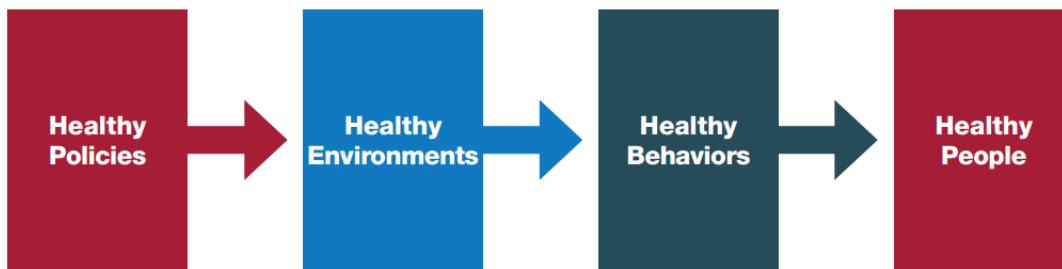 Healthy
Policies
Healthy
Environments
Healthy
Behaviors
Healthy
People